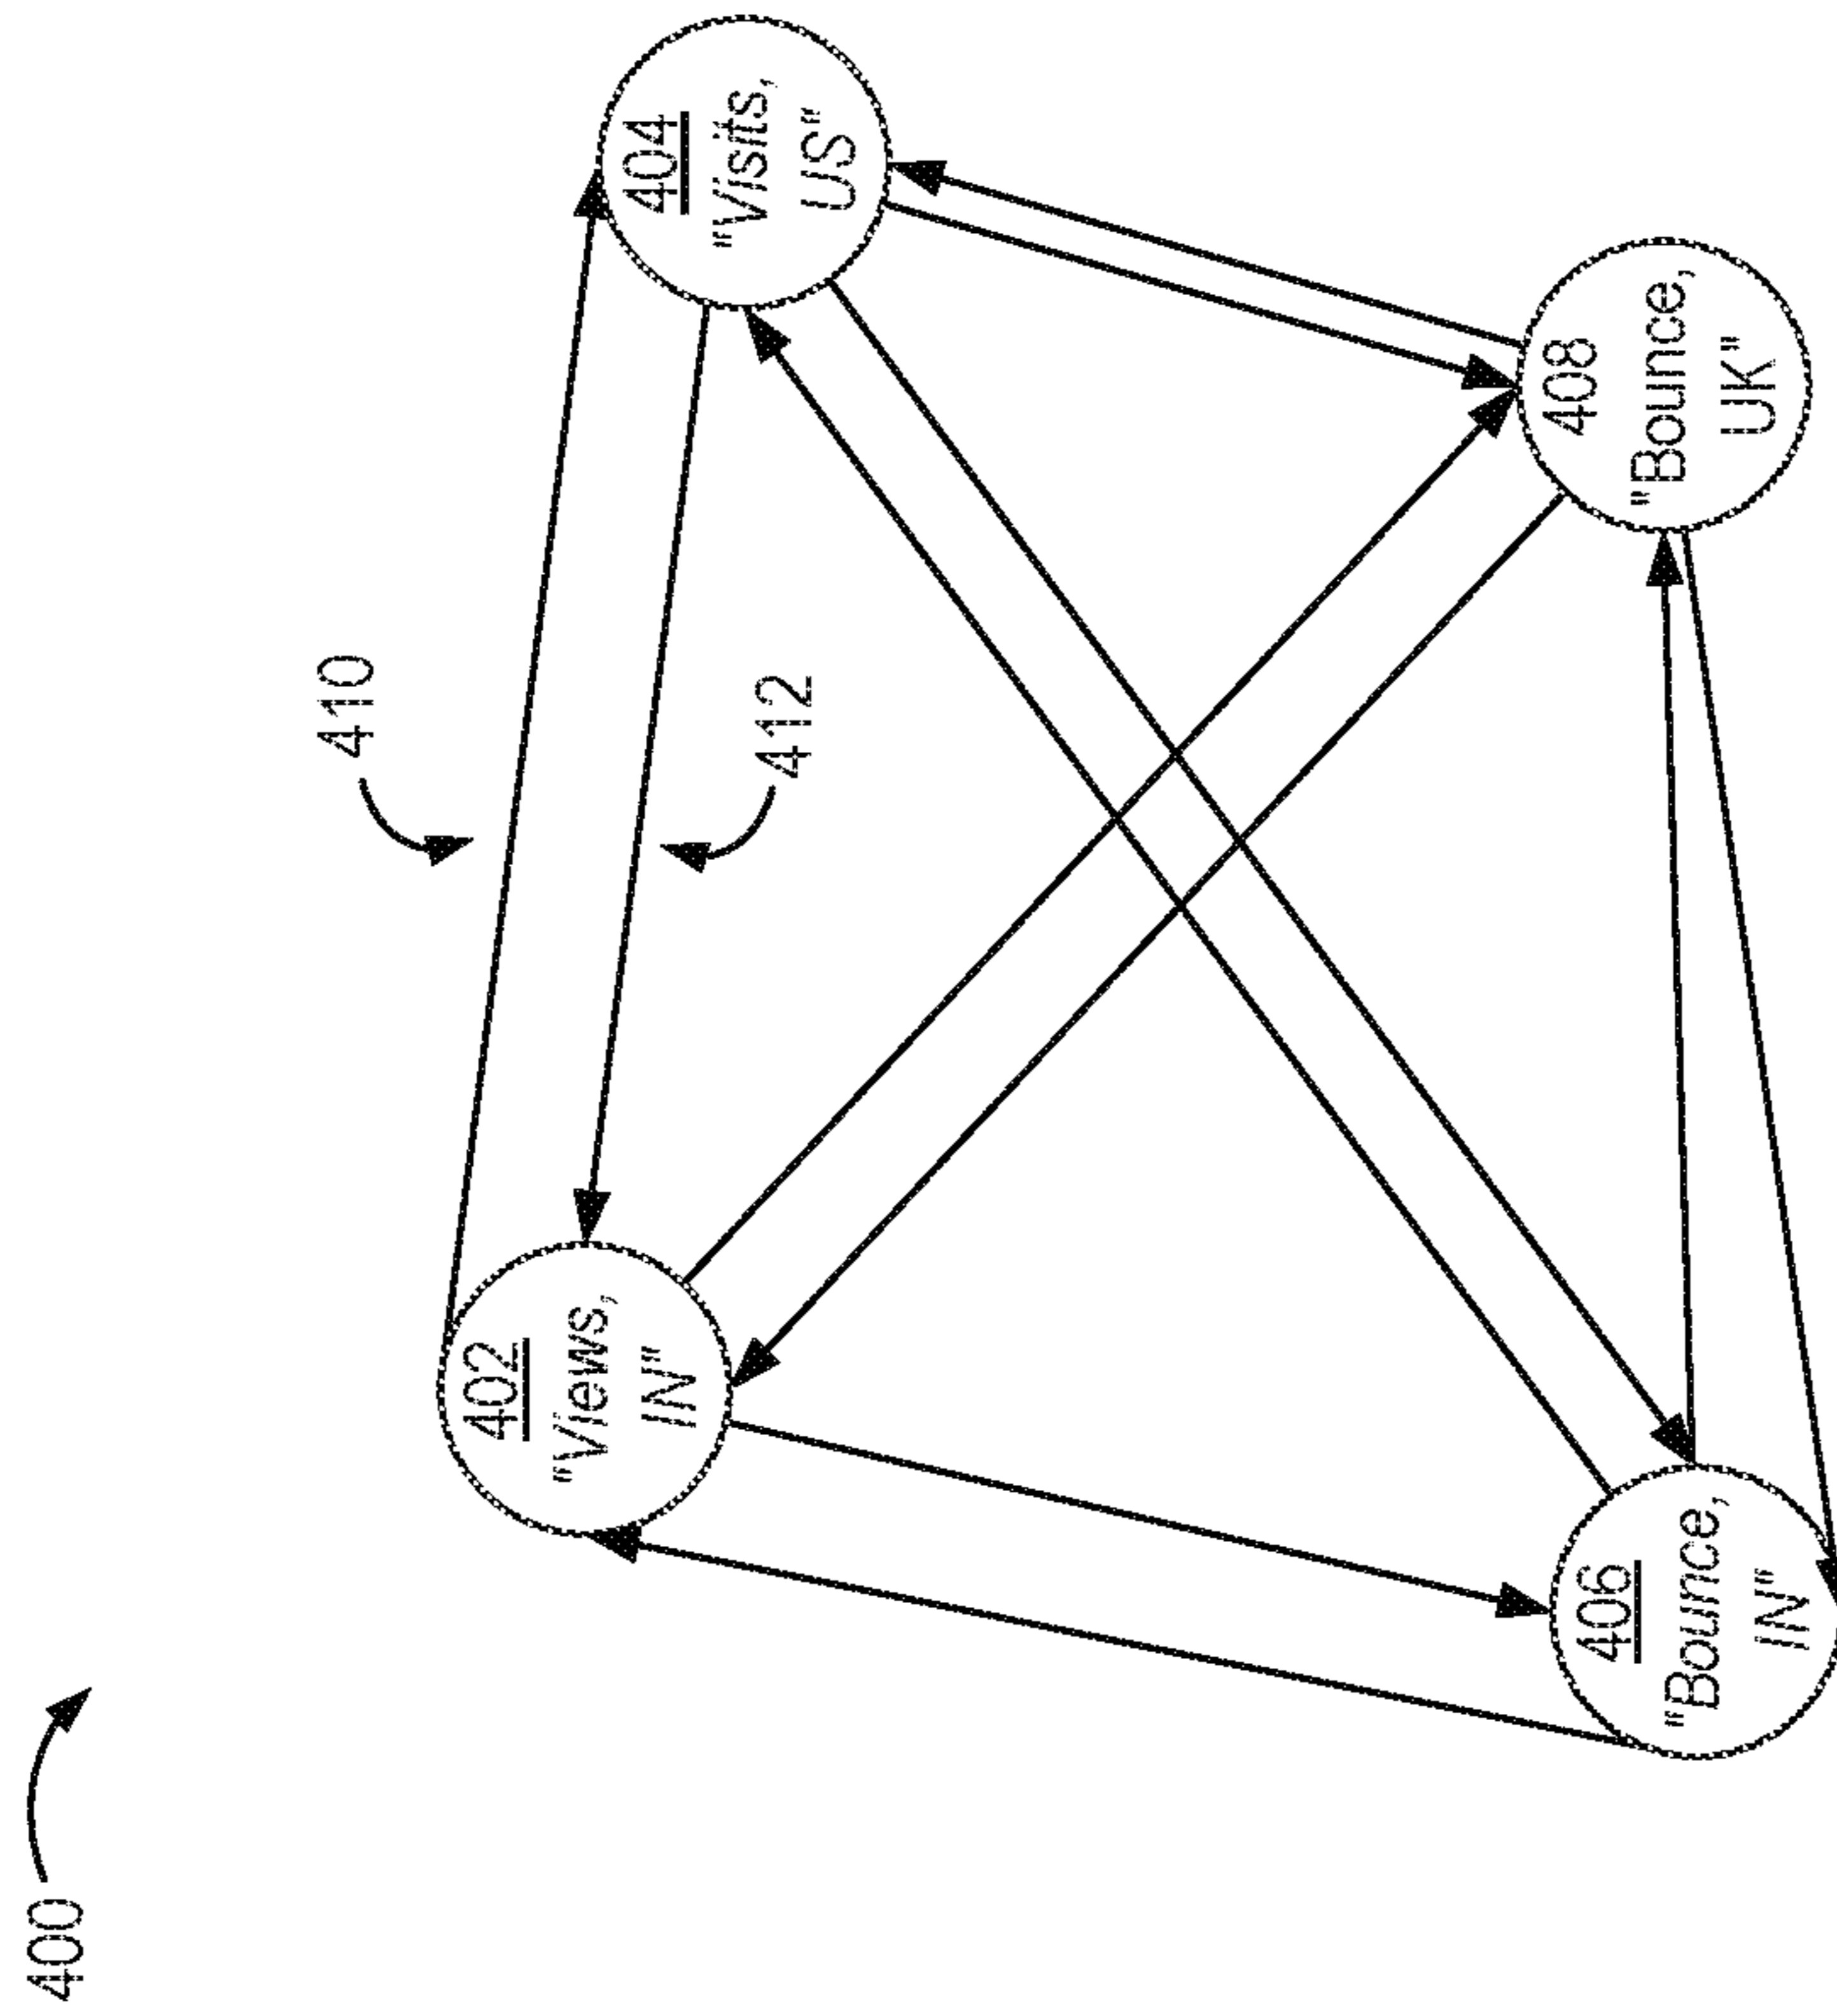 400
410
412
402
"Views,
IN"
404
"Visits,
US"
406
"Bounce,
IN"
408
"Bounce,
UK"